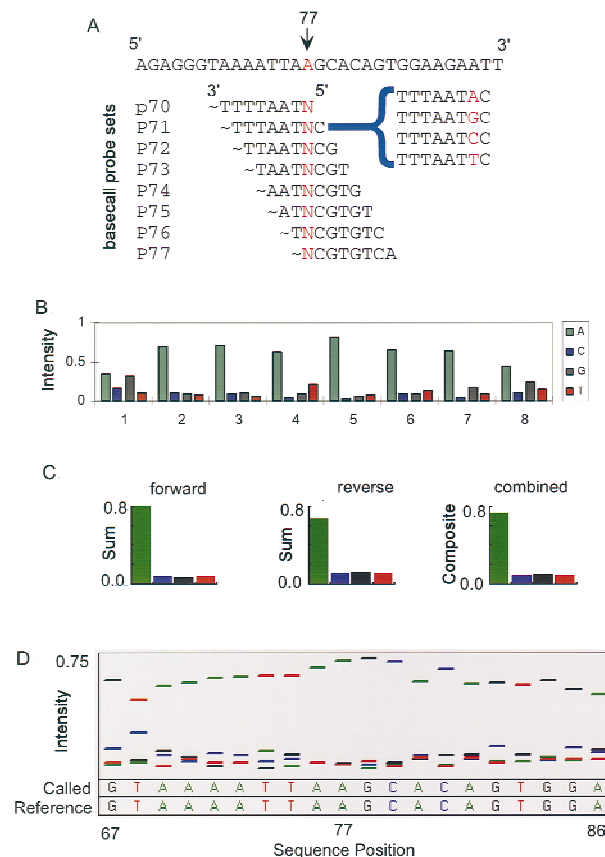 A
77
5' 3'
AGAGGGTAAAATTAAGCACAGTGGAAGAATT
3' 5'
basecall probe sets
p70 ~TTTTAATN
P71 ~TTTAATNC
P72 ~TTAATNCG
P73 ~TAATNCGT
P74 ~AATNCGTG
P75 ~ATNCGTGT
P76 ~TNCGTGTC
P77 ~NCGTGTCA
TTTAATAC
TTTAATGC
TTTAATCC
TTTAATTC
B
Intensity
1
0.5
0
1 2 3 4 5 6 7 8
A
C
G
T
C
forward reverse combined
0.8 0.8 0.8
Sum Sum Composite
0.0 0.0 0.0
D
0.75
Intensity
Called G T A A A A T T A A G C A C A G T G G A
Reference G T A A A A T T A A G C A C A G T G G A
67 77 86
Sequence Position